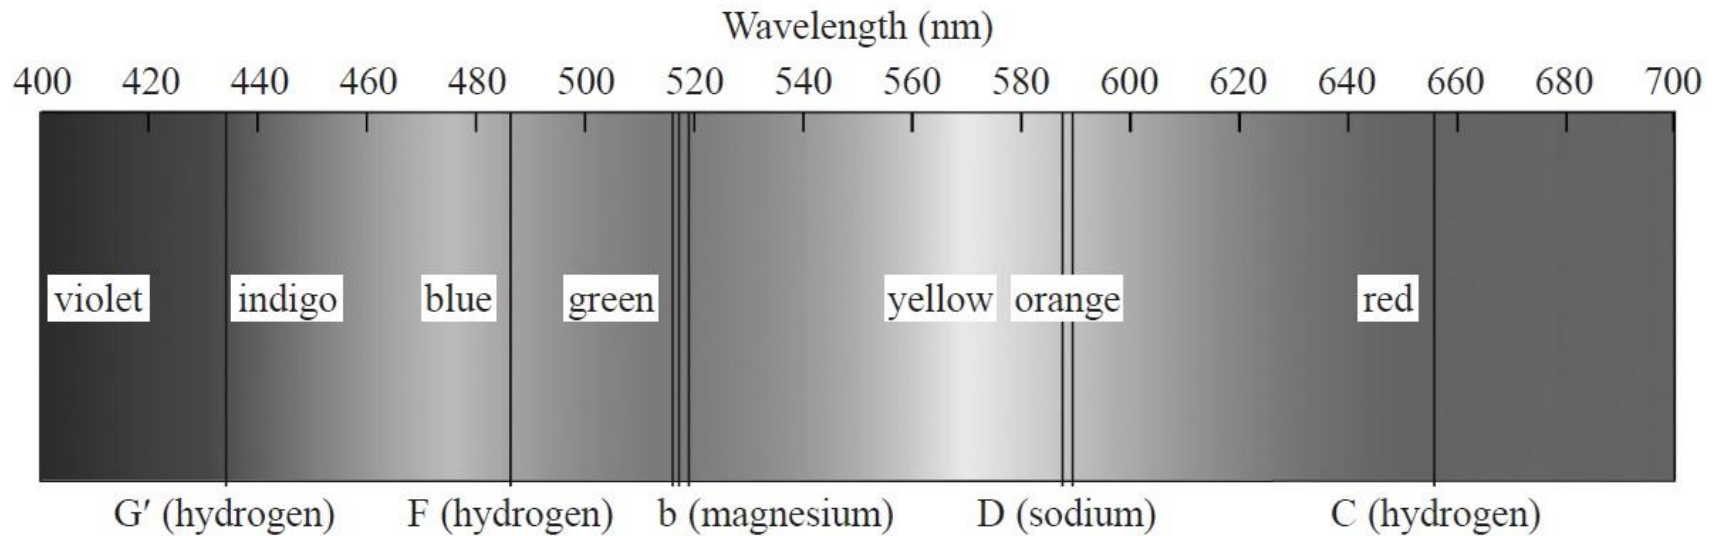 Wavelength (nm)
400 420 440 460 480 500 520 540 560 580 600 620 640 660 680 700
violet indigo blue green yellow orange red
G′ (hydrogen) F (hydrogen) b (magnesium) D (sodium) C (hydrogen)